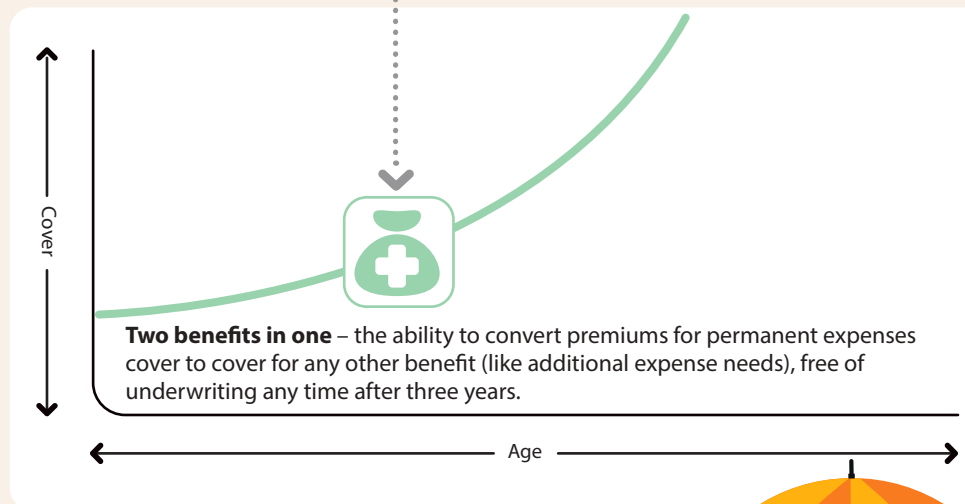 Cover
Two benefits in one – the ability to convert premiums for permanent expenses
cover to cover for any other benefit (like additional expense needs), free of
underwriting any time after three years.
Age